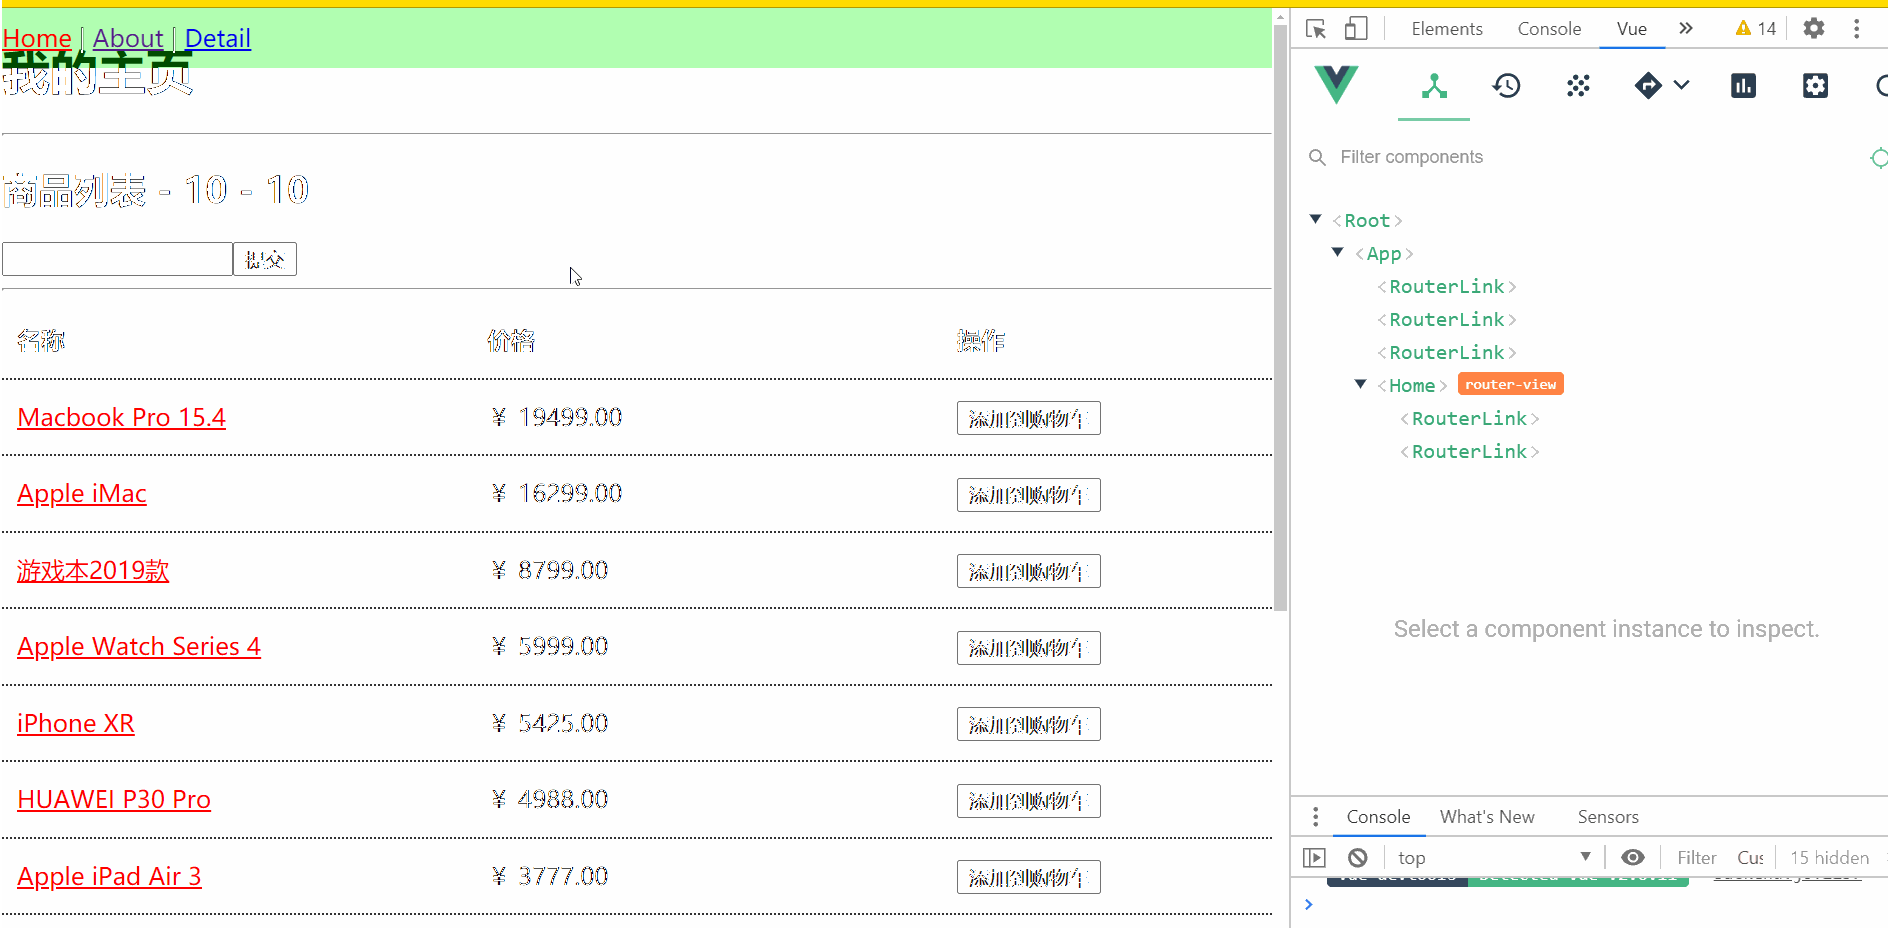 Home | About | Detail
我的主页
商品列表 - 10 - 10
提交
名称 价格 操作
Macbook Pro 15.4 ¥ 19499.00 添加到购物车
Apple iMac ¥ 16299.00 添加到购物车
游戏本2019款 ¥ 8799.00 添加到购物车
Apple Watch Series 4 ¥ 5999.00 添加到购物车
iPhone XR ¥ 5425.00 添加到购物车
HUAWEI P30 Pro ¥ 4988.00 添加到购物车
Apple iPad Air 3 ¥ 3777.00 添加到购物车
Elements Console Vue 14
Filter components
<Root>
<App>
<RouterLink>
<RouterLink>
<RouterLink>
<Home> router-view
<RouterLink>
<RouterLink>
Select a component instance to inspect.
Console What's New Sensors
top Filter Cus 15 hidden